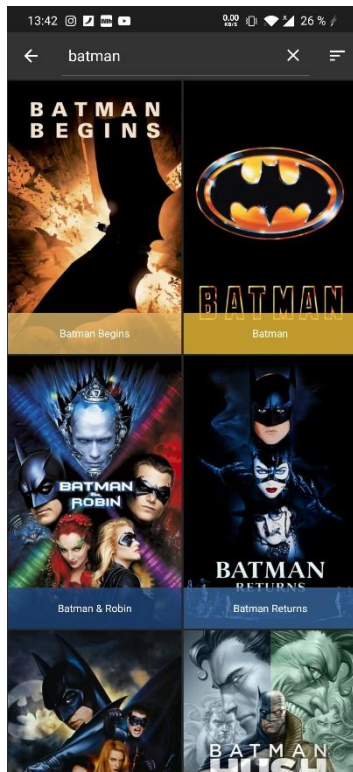 13:42
0.00
KB/S
26 %
batman
BATMAN
BEGINS
Batman Begins
BATMAN
Batman
BATMAN
&
ROBIN
Batman & Robin
BATMAN
RETURNS
Batman Returns
BATMAN
HUSH